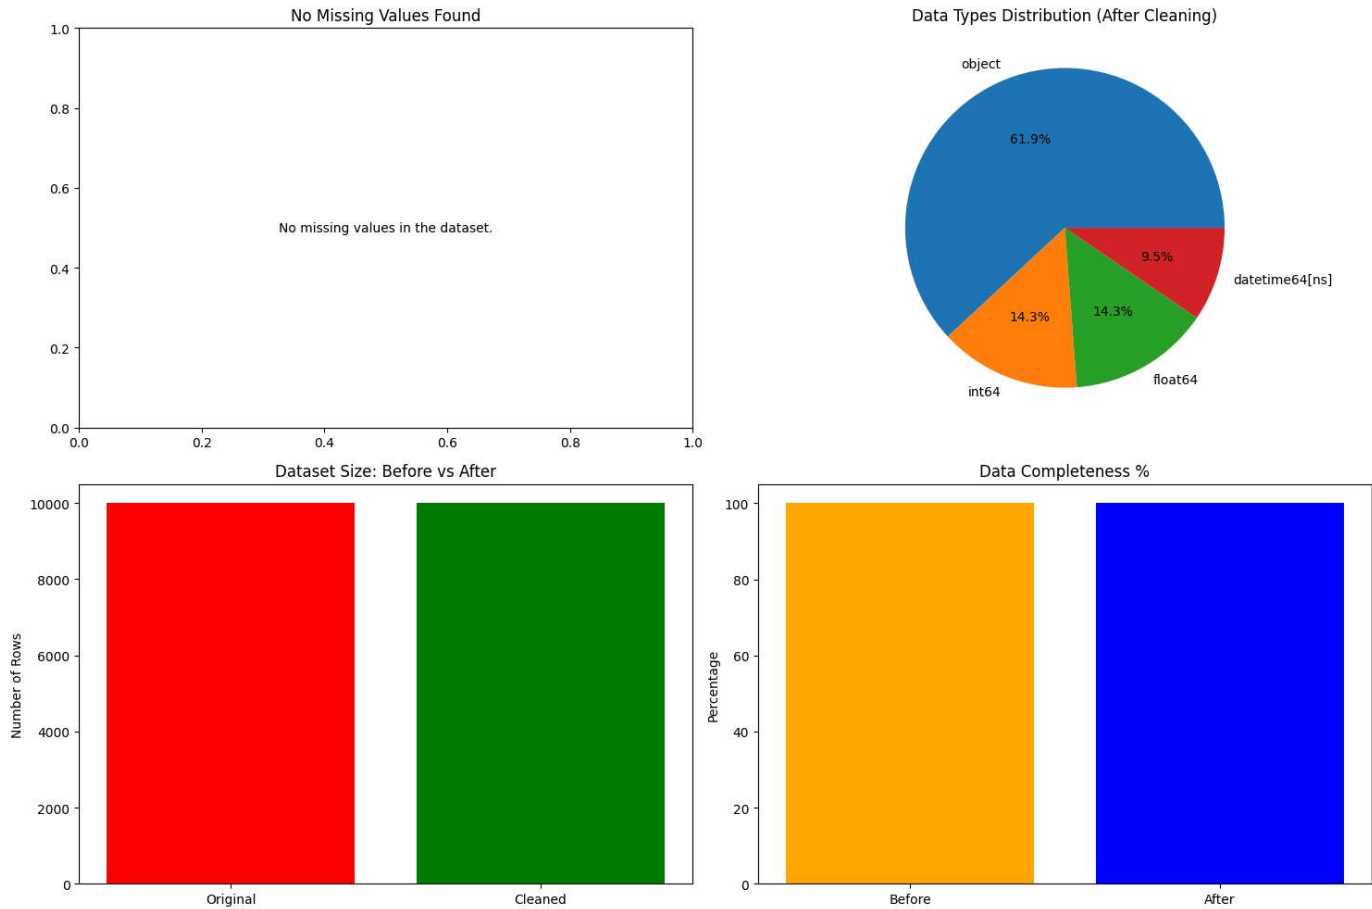 No Missing Values Found
1.0
0.8
0.6
0.4
0.2
0.0
No missing values in the dataset.
0.0 0.2 0.4 0.6 0.8 1.0
Data Types Distribution (After Cleaning)
object
61.9%
9.5%
datetime64[ns]
14.3%
14.3%
float64
int64
Dataset Size: Before vs After
Number of Rows
10000
8000
6000
4000
2000
0
Original Cleaned
Data Completeness %
Percentage
100
80
60
40
20
0
Before After